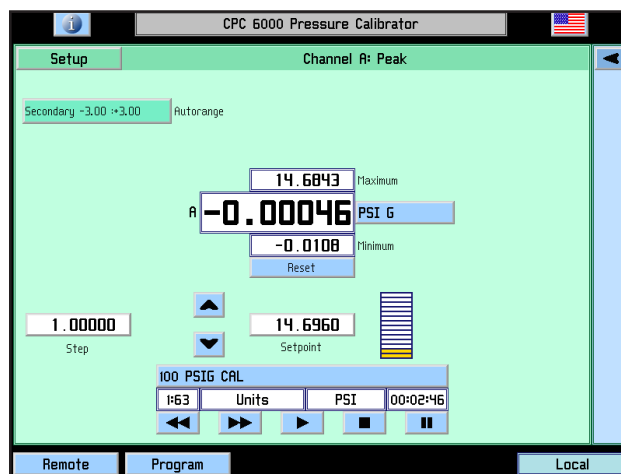 CPC 6000 Pressure Calibrator
Setup
Channel A: Peak
Secondary -3.00 :+3.00
Autorange
14.6843 Maximum
A -0.00046 PSI G
-0.0108 Minimum
Reset
1.00000
Step
14.6960
Setpoint
100 PSIG CAL
1:63 Units PSI 00:02:46
Remote
Program
Local